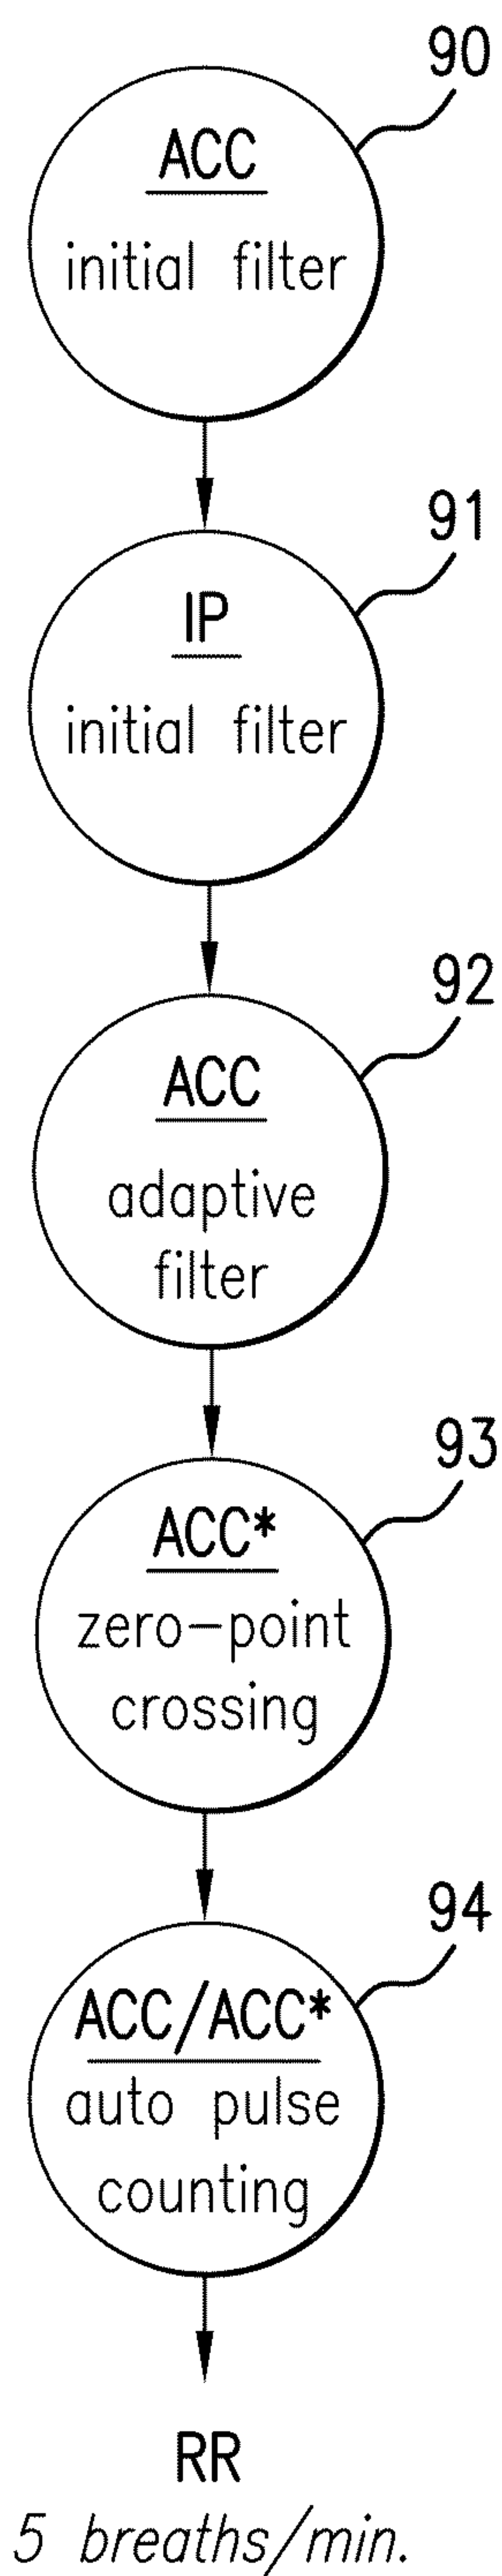 90
ACC
initial filter
91
IP
initial filter
92
ACC
adaptive
filter
93
ACC*
zero-point
crossing
94
ACC/ACC*
auto pulse
counting
RR
5 breaths/min.